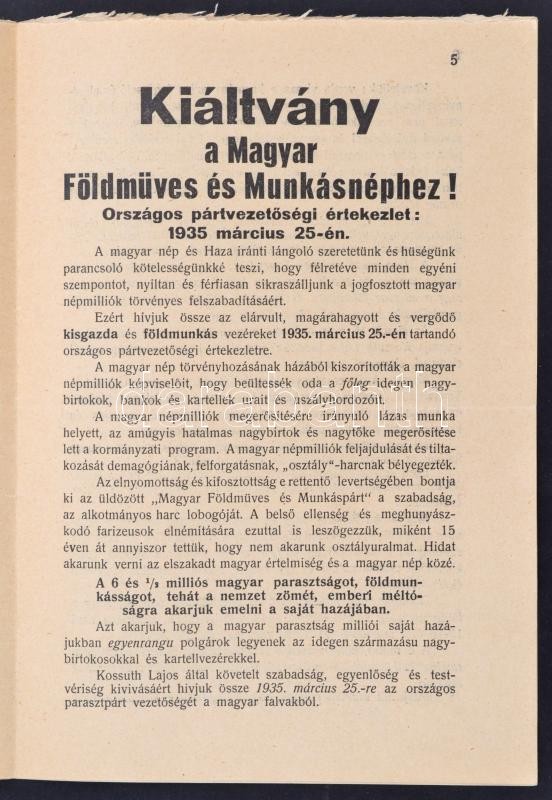 5
Kiáltvány
a Magyar
Földmüves és Munkásnéphez !
Országos pártvezetőségi értekezlet :
1935 március 25-én.
A magyar nép és Haza iránti lángoló szeretetünk és hüségünk
parancsoló kötelességünkké teszi, hogy félretéve minden egyéni
szempontot, nyiltan és férfiasan sikraszálljunk a jogfosztott magyar
népmilliók törvényes felszabadításáért.
Ezért hivjuk össze az elárvult, magárahagyott és vergődő
kisgazda és földmunkás vezéreket 1935. március 25.-én tartandó
országos pártvezetőségi értekezletre.
A magyar nép törvényhozásának házából kiszorították a magyar
népmilliók képviselőit, hogy beültessék oda a főleg idegen nagy-
birtokok, bankok és kartellek urait és uszályhordozóit.
A magyar népmilliók megerősítésére irányuló lázas munka
helyett, az amúgyis hatalmas nagybirtok és nagytőke megerősítése
lett a kormányzati program. A magyar népmilliók feljajdulását és tilta-
kozását demagógiának, felforgatásnak, „osztály"-harcnak bélyegezték.
Az elnyomottság és kifosztottság e rettentő levertségében bontja
ki az üldözött „Magyar Földmüves és Munkáspárt" a szabadság,
az alkotmányos harc lobogóját. A belső ellenség és meghunyász-
kodó farizeusok elnémitására ezuttal is leszögezzük, miként 15
éven át annyiszor tettük, hogy nem akarunk osztályuralmat. Hidat
akarunk verni az elszakadt magyar értelmiség és a magyar nép közé.
A 6 és ½ milliós magyar parasztságot, földmun-
kásságot, tehát a nemzet zömét, emberi méltó-
ságra akarjuk emelni a saját hazájában.
Azt akarjuk, hogy a magyar parasztság milliói saját hazá-
jukban egyenrangu polgárok legyenek az idegen származásu nagy-
birtokosokkal és kartellvezérekkel.
Kossuth Lajos által követelt szabadság, egyenlőség és test-
vériség kivivásáért hivjuk össze 1935. március 25.-re az országos
parasztpárt vezetőségét a magyar falvakból.
darabanth